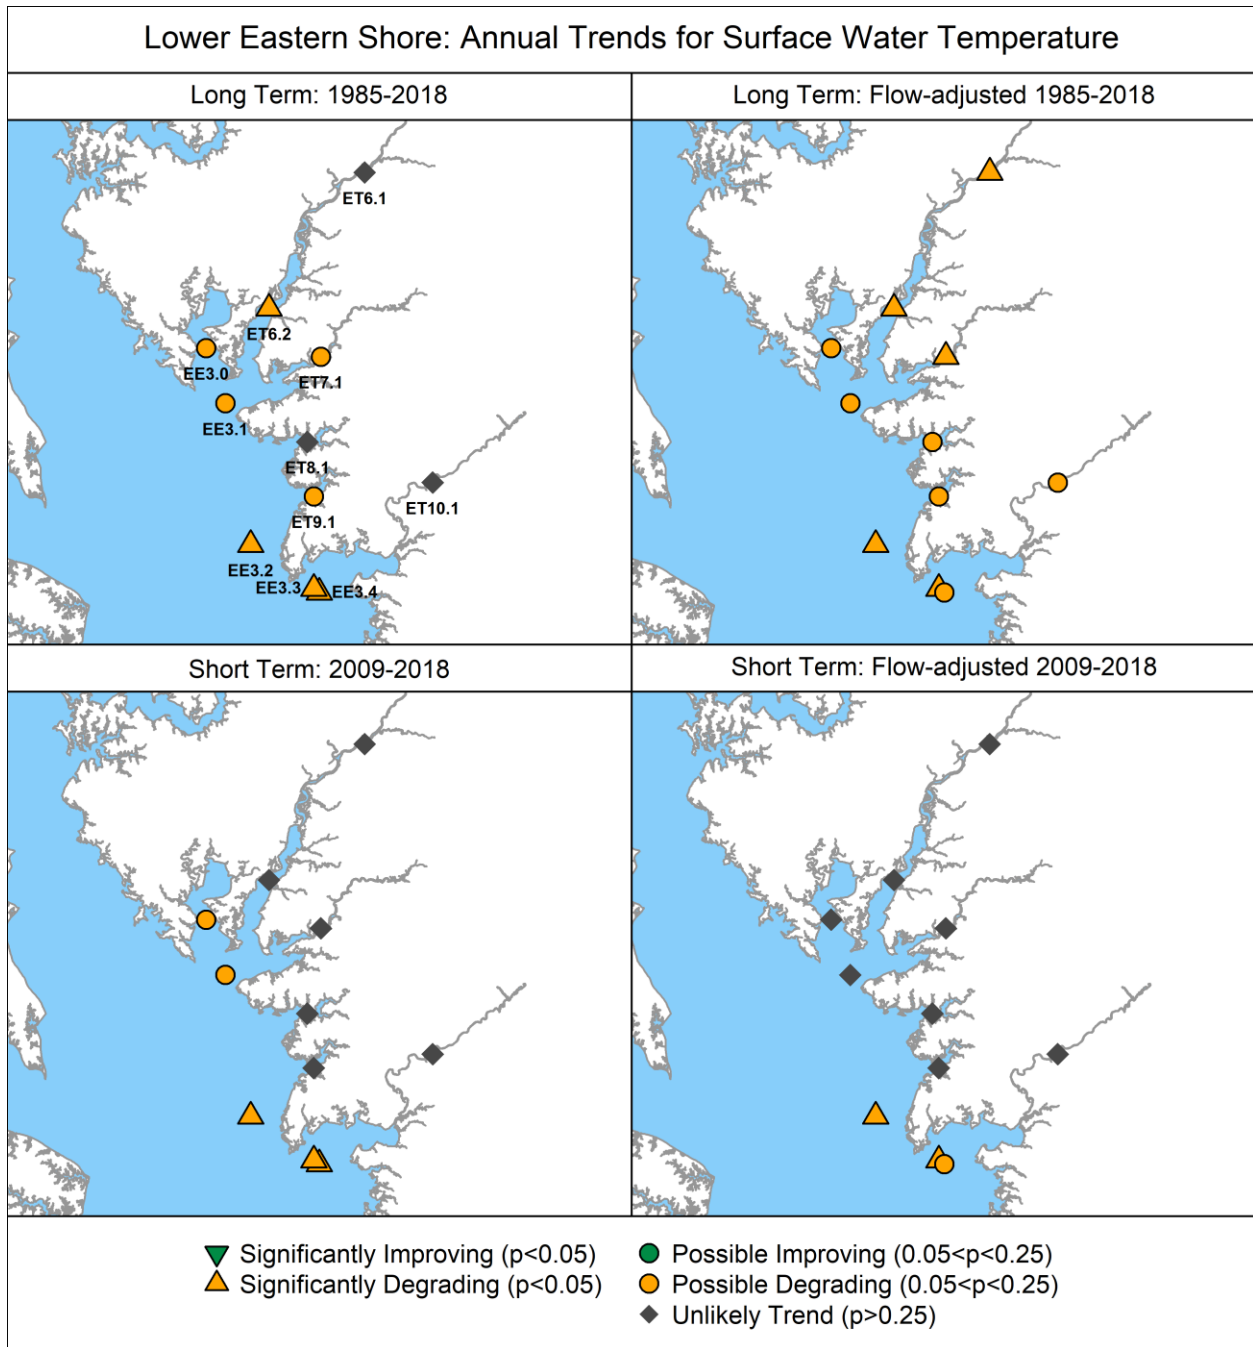 Lower Eastern Shore: Annual Trends for Surface Water Temperature
Long Term: 1985-2018
Long Term: Flow-adjusted 1985-2018
ET6.1
ET6.2
EE3.0
ET7.1
EE3.1
ET8.1
ET10.1
ET9.1
EE3.2
EE3.3
EE3.4
Short Term: 2009-2018
Short Term: Flow-adjusted 2009-2018
Significantly Improving (p<0.05)
Possible Improving (0.05<p<0.25)
Significantly Degrading (p<0.05)
Possible Degrading (0.05<p<0.25)
Unlikely Trend (p>0.25)